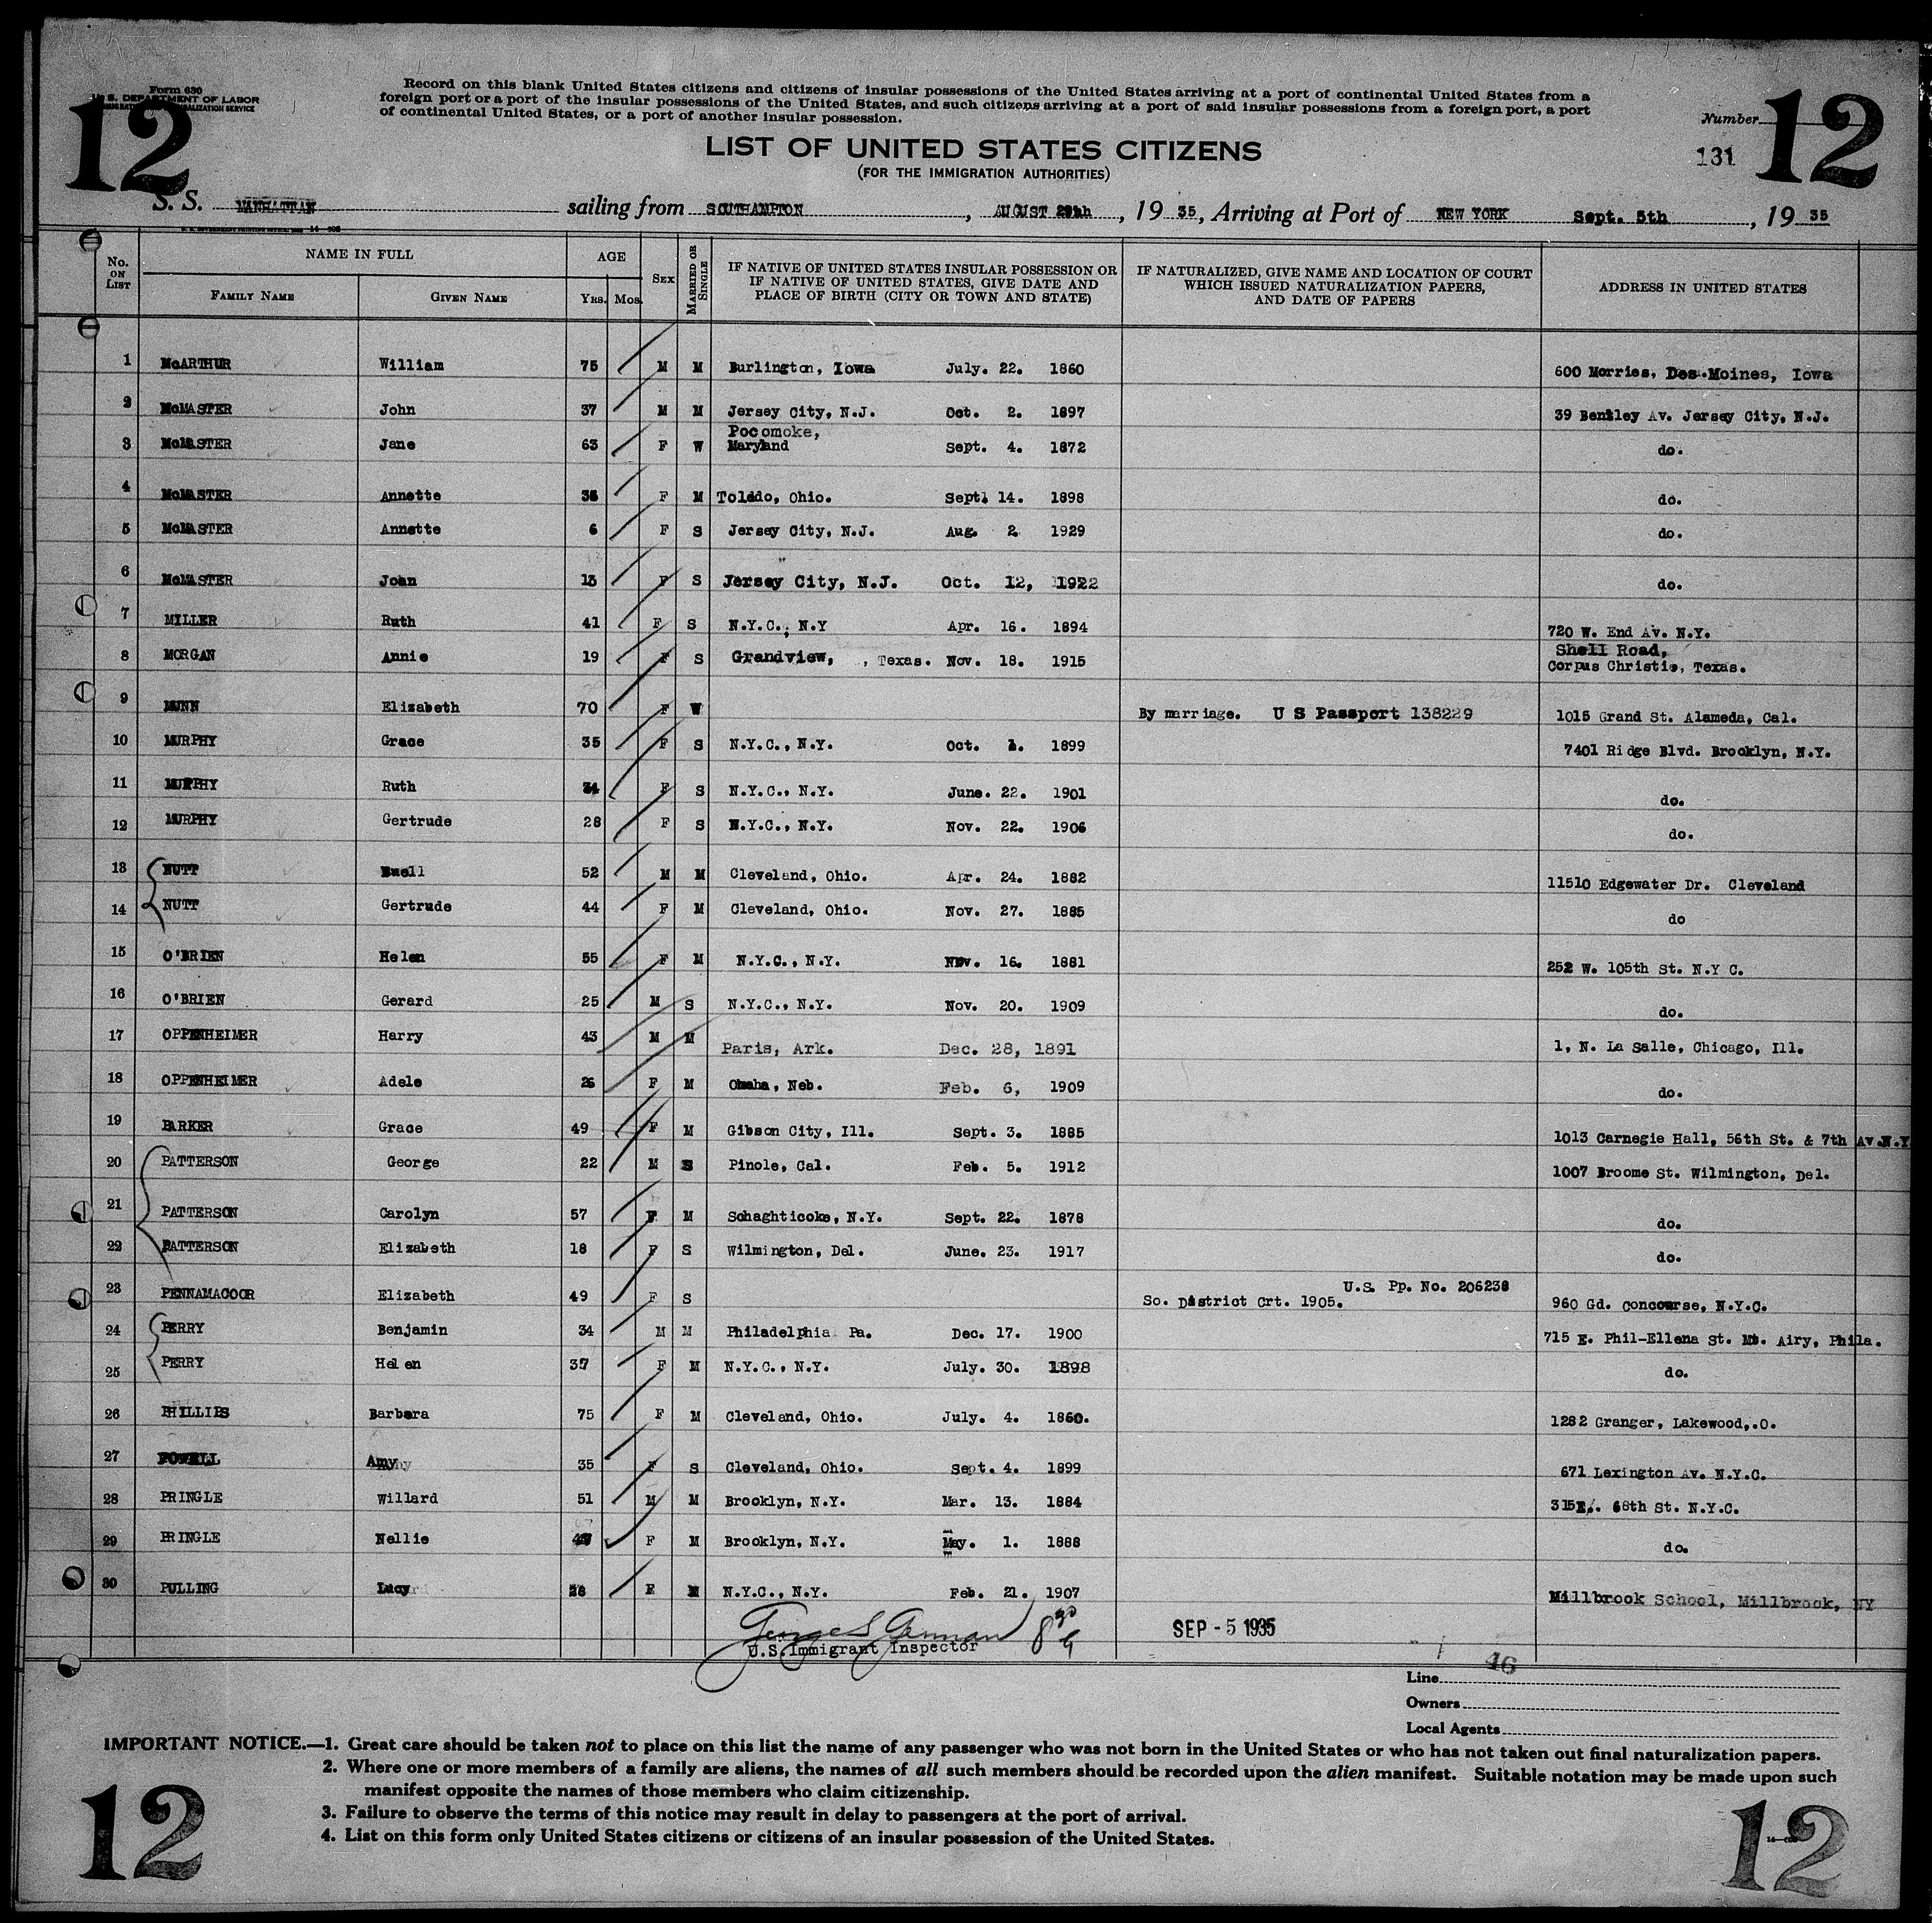 Form 630
U. S. DEPARTMENT OF LABOR
IMMIGRATION NATURALIZATION SERVICE
12
Record on this blank United States citizens and citizens of insular possessions of the United States arriving at a port of continental United States from a
foreign port or a port of the insular possessions of the United States, and such citizens arriving at a port of said insular possessions from a foreign port, a port
of continental United States, or a port of another insular possession.
Number
12
131
LIST OF UNITED STATES CITIZENS
(FOR THE IMMIGRATION AUTHORITIES)
S. S. MANHATTAN sailing from SOUTHAMPTON, AUGUST 29th, 19 35, Arriving at Port of NEW YORK Sept. 5th, 19 35
No. ON LIST
NAME IN FULL
FAMILY NAME GIVEN NAME
AGE
YRS. MOS.
SEX
MARRIED OR SINGLE
IF NATIVE OF UNITED STATES INSULAR POSSESSION OR
IF NATIVE OF UNITED STATES, GIVE DATE AND
PLACE OF BIRTH (CITY OR TOWN AND STATE)
IF NATURALIZED, GIVE NAME AND LOCATION OF COURT
WHICH ISSUED NATURALIZATION PAPERS,
AND DATE OF PAPERS
ADDRESS IN UNITED STATES
1 McARTHUR William 75 M M Burlington, Iowa July. 22. 1860 600 Morries, Des.Moines, Iowa
2 McMASTER John 37 M M Jersey City, N.J. Oct. 2. 1897 39 Bentley Av. Jersey City, N.J.
3 McMASTER Jane 63 F W Pocomoke, Maryland Sept. 4. 1872 do.
4 McMASTER Annette F M Toledo, Ohio. Sept. 14. 1898 do.
5 McMASTER Annette 6 F S Jersey City, N.J. Aug. 2 1929 do.
6 McMASTER Joan 13 F S Jersey City, N.J. Oct. 12, 1922 do.
7 MILLER Ruth 41 F S N.Y.C., N.Y Apr. 16. 1894 720 W. End Av. N.Y.
8 MORGAN Annie 19 F S Grandview, , Texas. Nov. 18. 1915 Shell Road,
Corpus Christie, Texas.
9 MUNN Elizabeth 70 F W By marriage. U S Passport 138229 1015 Grand St. Alameda, Cal.
10 MURPHY Grace 35 F S N.Y.C., N.Y. Oct. 1. 1899 7401 Ridge Blvd. Brooklyn, N.Y.
11 MURPHY Ruth 34 F S N.Y.C., N.Y. June. 22. 1901 do.
12 MURPHY Gertrude 28 F S N.Y.C., N.Y. Nov. 22. 1906 do.
13 NUTT Buell 52 M M Cleveland, Ohio. Apr. 24. 1882 11510 Edgewater Dr. Cleveland
14 NUTT Gertrude 44 F M Cleveland, Ohio. Nov. 27. 1885 do
15 O'BRIEN Helen 55 F M N.Y.C., N.Y. Nov. 16. 1881 252 W. 105th St. N.Y C.
16 O'BRIEN Gerard 25 M S N.Y.C., N.Y. Nov. 20. 1909 do.
17 OPPENHEIMER Harry 43 M M Paris, Ark. Dec. 28, 1891 1, N. La Salle, Chicago, Ill.
18 OPPENHEIMER Adele 26 F M Omaha, Neb. Feb. 6, 1909 do.
19 PARKER Grace 49 F M Gibson City, Ill. Sept. 3. 1885 1013 Carnegie Hall, 56th St. & 7th Av.N.Y
20 PATTERSON George 22 M S Pinole, Cal. Feb. 5. 1912 1007 Broome St. Wilmington, Del.
21 PATTERSON Carolyn 57 F M Schaghticoke, N.Y. Sept. 22. 1878 do.
22 PATTERSON Elizabeth 18 F S Wilmington, Del. June. 23. 1917 do.
23 PENNAMACOOR Elizabeth 49 F S U.S. Pp. No. 206238
So. District Crt. 1905. 960 Gd. Concourse, N.Y.C.
24 PERRY Benjamin 34 M M Philadelphia Pa. Dec. 17. 1900 715 E. Phil-Ellena St. Mt. Airy, Phila.
25 PERRY Helen 37 F M N.Y.C., N.Y. July. 30. 1898 do.
26 PHILLIPS Barbara 75 F M Cleveland, Ohio. July. 4. 1860. 1282 Granger, Lakewood,.O.
27 POWELL Amy 35 F S Cleveland, Ohio. Sept. 4. 1899 671 Lexington Av. N.Y.C.
28 PRINGLE Willard 51 M M Brooklyn, N.Y. Mar. 13. 1884 315E. 68th St. N.Y.C.
29 PRINGLE Nellie F M Brooklyn, N.Y. May. 1. 1888 do.
30 PULLING Lucy 28 F M N.Y.C., N.Y. Feb. 21. 1907 Millbrook School, Millbrook, NY
U.S. Immigrant Inspector
SEP - 5 1935
46
Line
Owners
Local Agents
IMPORTANT NOTICE.—1. Great care should be taken not to place on this list the name of any passenger who was not born in the United States or who has not taken out final naturalization papers.
2. Where one or more members of a family are aliens, the names of all such members should be recorded upon the alien manifest. Suitable notation may be made upon such
manifest opposite the names of those members who claim citizenship.
3. Failure to observe the terms of this notice may result in delay to passengers at the port of arrival.
4. List on this form only United States citizens or citizens of an insular possession of the United States.
12
12